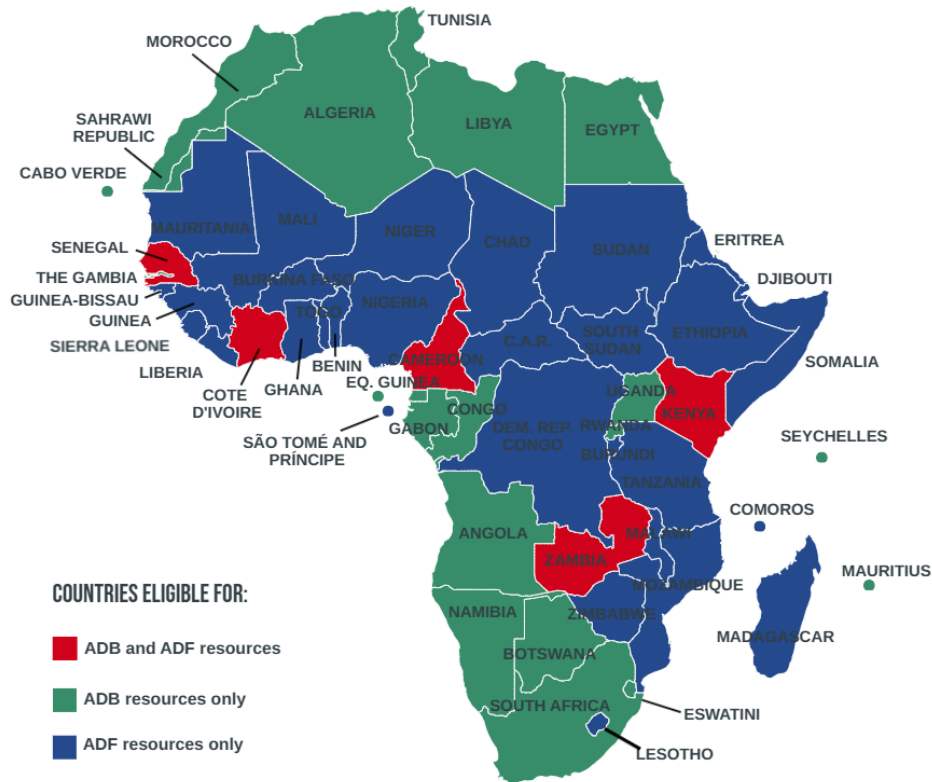 TUNISIA
MOROCCO
ALGERIA
LIBYA
EGYPT
SAHRAWI
REPUBLIC
CABO VERDE
MAURITANIA
MALI
NIGER
CHAD
SUDAN
ERITREA
SENEGAL
DJIBOUTI
THE GAMBIA
BURKINA FASO
GUINEA-BISSAU
NIGERIA
TOGO
GUINEA
ETHIOPIA
SOUTH
SUDAN
C.A.R.
SIERRA LEONE
SOMALIA
CAMEROON
BENIN
LIBERIA
EQ. GUINEA
GHANA
COTE
D'IVOIRE
UGANDA
KENYA
CONGO
GABON
DEM. REP.
CONGO
RWANDA
SEYCHELLES
SÃO TOMÉ AND
PRÍNCIPE
BURUNDI
TANZANIA
COMOROS
ANGOLA
MALAWI
ZAMBIA
MAURITIUS
MOZAMBIQUE
NAMIBIA
ZIMBABWE
MADAGASCAR
BOTSWANA
SOUTH AFRICA
ESWATINI
LESOTHO
COUNTRIES ELIGIBLE FOR:
ADB and ADF resources
ADB resources only
ADF resources only